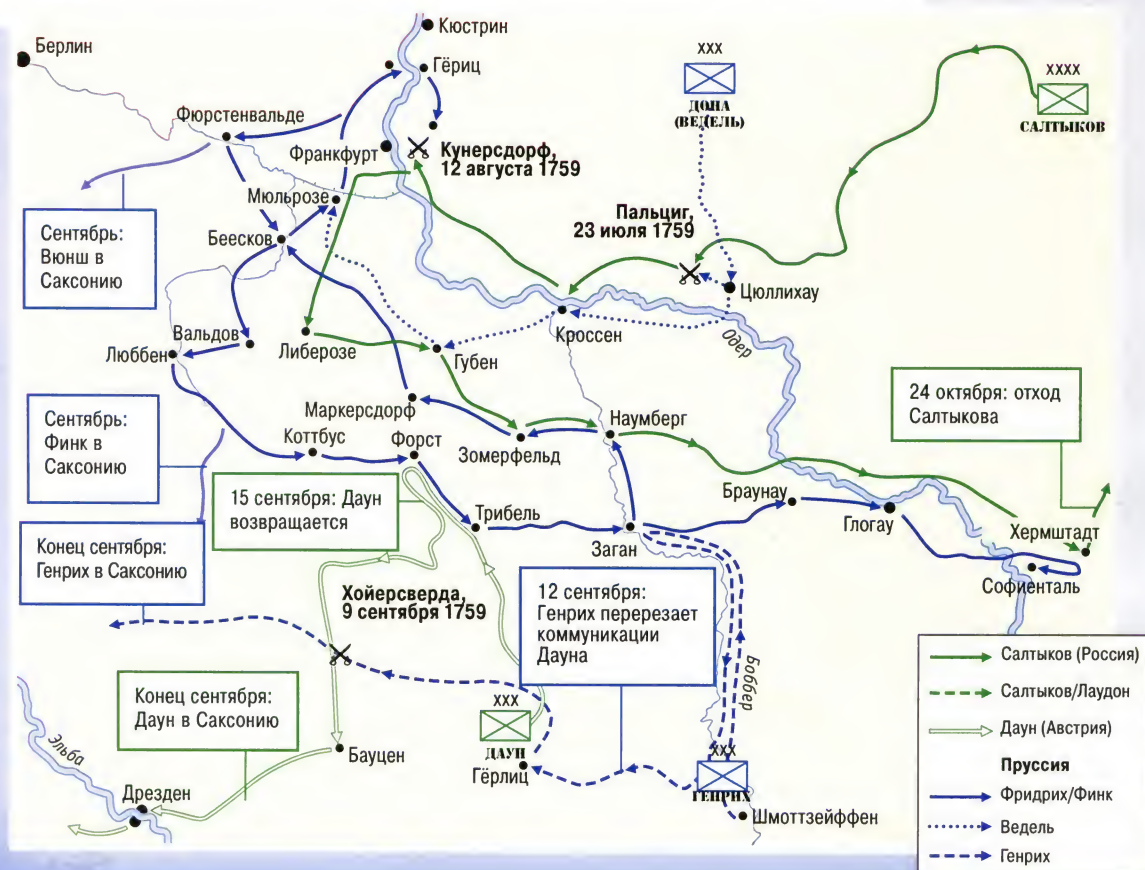 Кюстрин
Берлин
Гёриц
XXX
ДОНА
(ВЕДЕЛЬ)
XXXX
САЛТЫКОВ
Фюрстенвальде
Франкфурт
Кунерсдорф,
12 августа 1759
Мюльрозе
Пальциг,
23 июля 1759
Сентябрь:
Вюнш в
Саксонию
Беесков
Цюллихау
Кроссен
Одер
Вальдов
Люббен
Либерозе
Губен
24 октября: отход
Салтыкова
Сентябрь:
Финк в
Саксонию
Маркерсдорф
Наумберг
Коттбус
Форст
Зомерфельд
15 сентября: Даун
возвращается
Браунау
Трибель
Глогау
Заган
Хермштадт
Софиенталь
Конец сентября:
Генрих в Саксонию
Хойерсверда,
9 сентября 1759
12 сентября:
Генрих перерезает
коммуникации
Дауна
Боббер
Конец сентября:
Даун в Саксонию
XXX
ДАУН
Гёрлиц
XXX
ГЕНРИХ
Шмоттзейффен
Бауцен
Эльба
Дрезден
Салтыков (Россия)
Салтыков/Лаудон
Даун (Австрия)
Пруссия
Фридрих/Финк
Ведель
Генрих